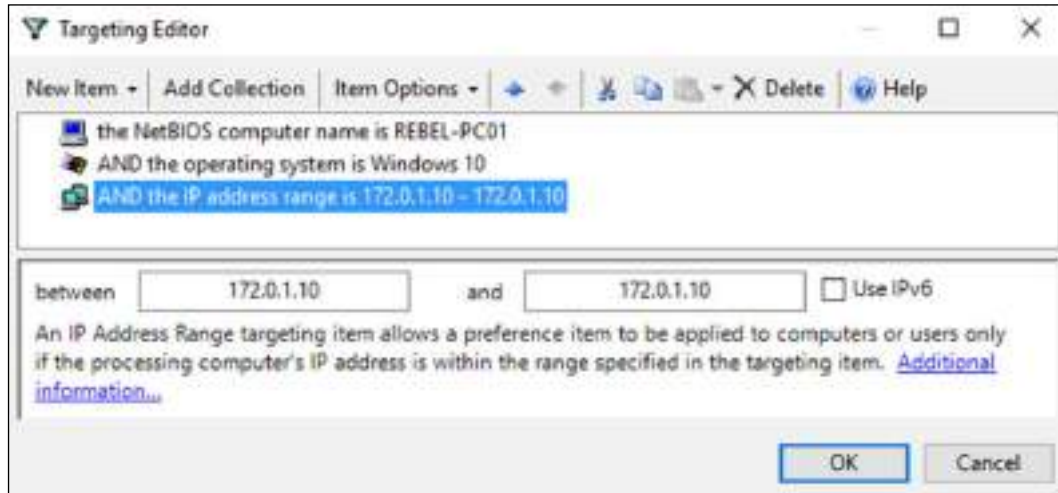 Targeting Editor
New Item Add Collection Item Options Delete Help
the NetBIOS computer name is REBEL-PC01
AND the operating system is Windows 10
AND the IP address range is 172.0.1.10 - 172.0.1.10
between 172.0.1.10 and 172.0.1.10 Use IPv6
An IP Address Range targeting item allows a preference item to be applied to computers or users only
if the processing computer's IP address is within the range specified in the targeting item. Additional
information...
OK Cancel